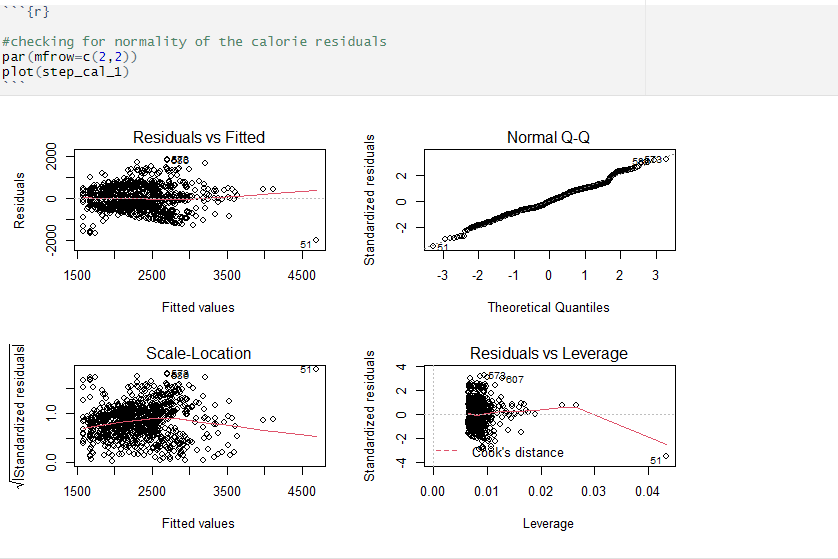 ```{r}
#checking for normality of the calorie residuals
par(mfrow=c(2,2))
plot(step_cal_1)
```
Residuals vs Fitted
Residuals
-2000 0 2000
573
51
1500 2500 3500 4500
Fitted values
Normal Q-Q
Standardized residuals
-2 0 2
573
51
-3 -2 -1 0 1 2 3
Theoretical Quantiles
Scale-Location
√|Standardized residuals|
0.0 1.0
573
51
1500 2500 3500 4500
Fitted values
Residuals vs Leverage
Standardized residuals
-4 -2 0 2 4
573
607
51
Cook's distance
0.00 0.01 0.02 0.03 0.04
Leverage